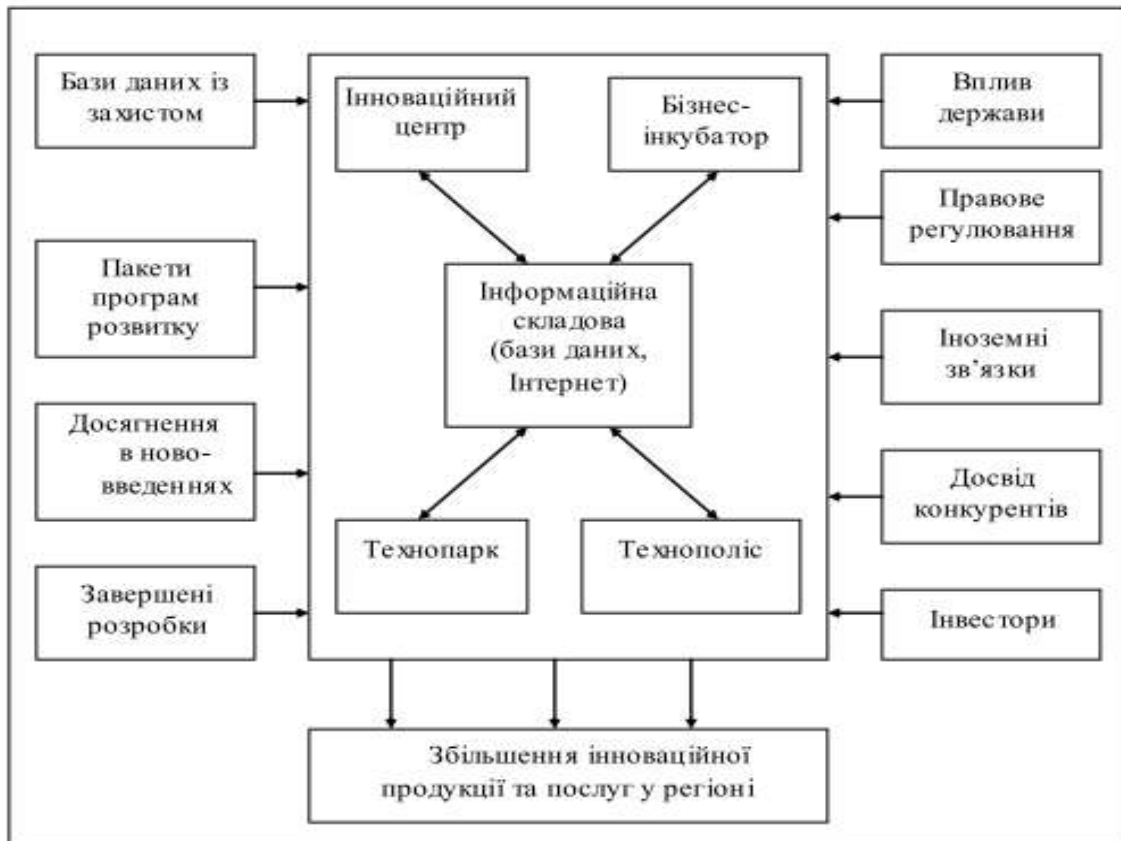 Бази даних із
захистом
Пакети
програм
розвитку
Досягнення
в ново-
введеннях
Завершені
розробки
Інноваційний
центр
Бізнес-
інкубатор
Інформаційна
складова
(бази даних,
Інтернет)
Технопарк
Технополіс
Вплив
держави
Правове
регулювання
Іноземні
зв’язки
Досвід
конкурентів
Інвестори
Збільшення інноваційної
продукції та послуг у регіоні